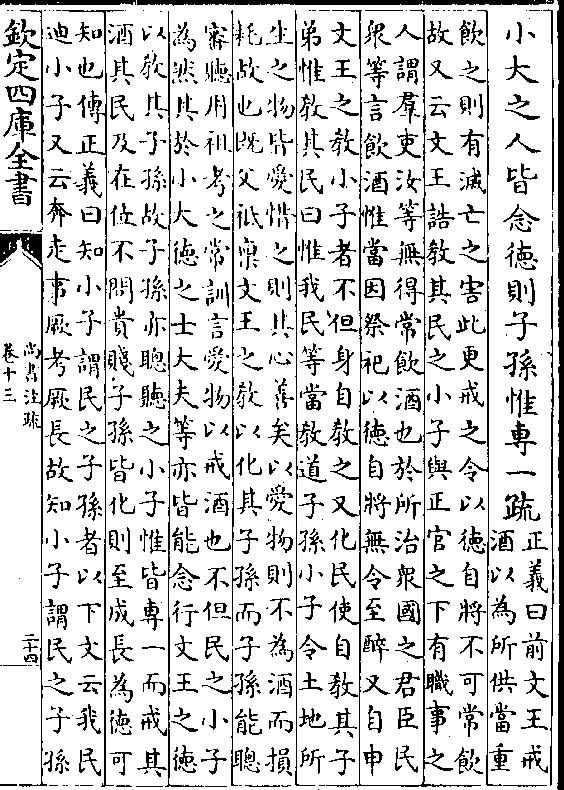 小大之人皆念德則子孫惟專一疏
正義曰前文王戒
酒以為所供當重
飲之則有滅亡之害此更戒之令以德自將不可常飲
故又云文王誥教其民之小子與正官之下有職事之
人謂羣吏汝等無得常飲酒也於所治衆國之君臣民
衆等言飲酒惟當因祭祀以德自將無令至醉又自申
文王之教小子者不但身自教之又化民使自教其子
弟惟教其民曰惟我民等當教道子孫小子令土地所
生之物皆愛惜之則其心善矣以愛物則不為酒而損
耗故也既父祗稟文王之教以化其子孫而子孫能聰
審聽用祖考之常訓言愛物以戒酒也不但民之小子
為然其於小大德之士大夫等亦皆能念行文王之德
以教其子孫故子孫亦聰聽之小子惟皆專一而戒其
酒其民及在位不問貴賤子孫皆化則至成長為德可
知也傳正義曰知小子謂民之子孫者以下文云我民
迪小子又云奔走事厥考厥長故知小子謂民之子孫
欽定四庫全書
尚書注疏
卷十三
二十四